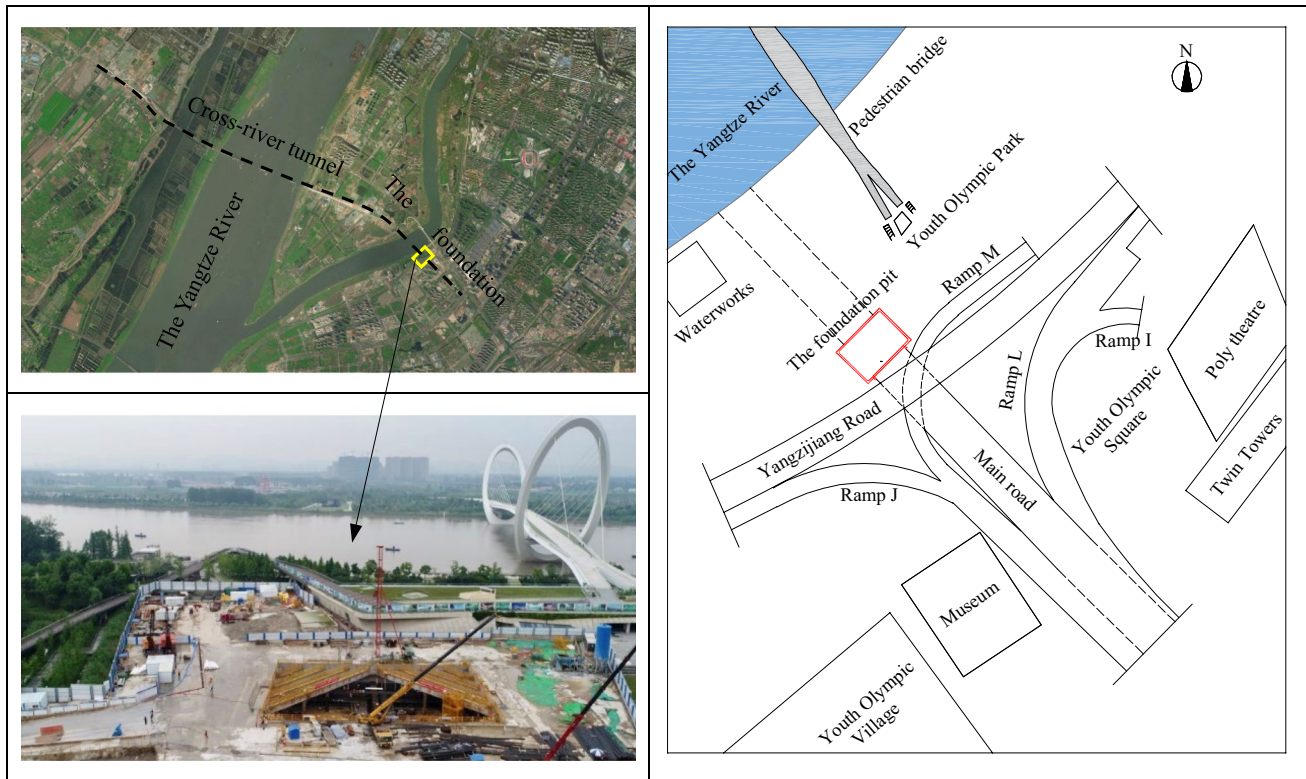 Cross-river tunnel
The Yangtze River
The foundation
N
The Yangtze River
Pedestrian bridge
Youth Olympic Park
Waterworks
The foundation pit
Ramp M
Ramp L
Ramp I
Poly theatre
Youth Olympic
Square
Twin Towers
Yangzijiang Road
Ramp J
Main road
Museum
Youth Olympic
Village